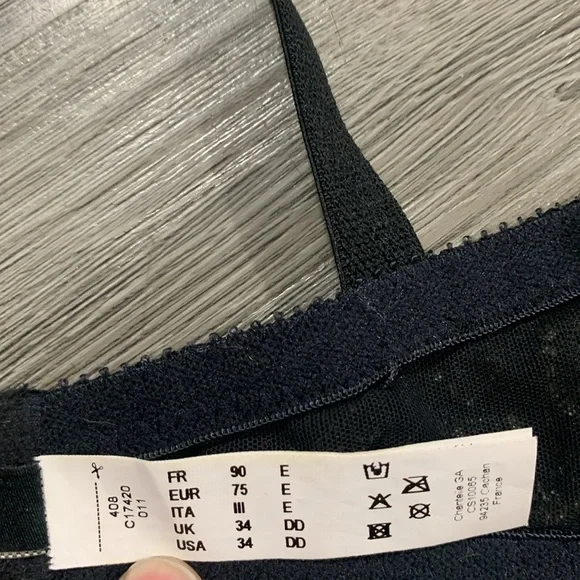 408
C17420
011
FR 90 E
EUR 75 E
ITA III E
UK 34 DD
USA 34 DD
Chantelle SA
CS10065
94235 Cachan
France